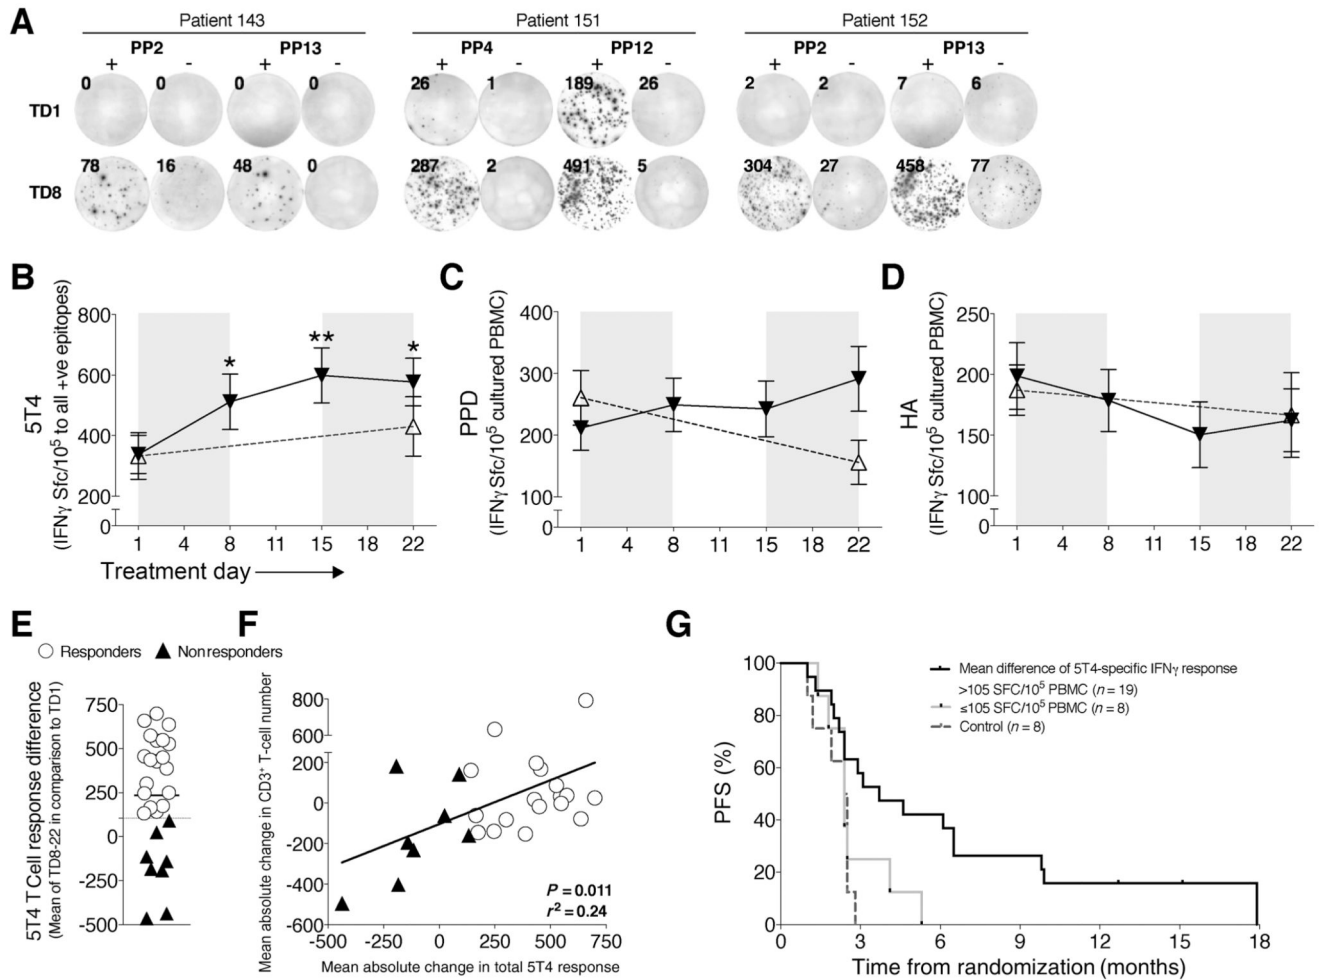 A
Patient 143 Patient 151 Patient 152
PP2 PP13 PP4 PP12 PP2 PP13
+ - + - + - + - + - + -
TD1 0 0 0 0 26 1 189 26 2 2 7 6
TD8 78 16 48 0 287 2 491 5 304 27 458 77
B
5T4
(IFNγ Sfc/10⁵ to all +ve epitopes)
800
600
400
200
0
* ** *
1 4 8 11 15 18 22
Treatment day
C
PPD
(IFNγ Sfc/10⁵ cultured PBMC)
400
300
200
100
0
1 4 8 11 15 18 22
D
HA
(IFNγ Sfc/10⁵ cultured PBMC)
250
200
150
100
0
1 4 8 11 15 18 22
E
Responders Nonresponders
5T4 T Cell response difference
(Mean of TD8-22 in comparison to TD1)
750
500
250
0
-250
-500
F
Mean absolute change in CD3⁺ T-cell number
800
600
200
0
-200
-400
-600
P = 0.011
r² = 0.24
-500 -250 0 250 500 750
Mean absolute change in total 5T4 response
G
PFS (%)
100
80
60
40
20
0
Mean difference of 5T4-specific IFNγ response
>105 SFC/10⁵ PBMC (n = 19)
≤105 SFC/10⁵ PBMC (n = 8)
Control (n = 8)
0 3 6 9 12 15 18
Time from randomization (months)